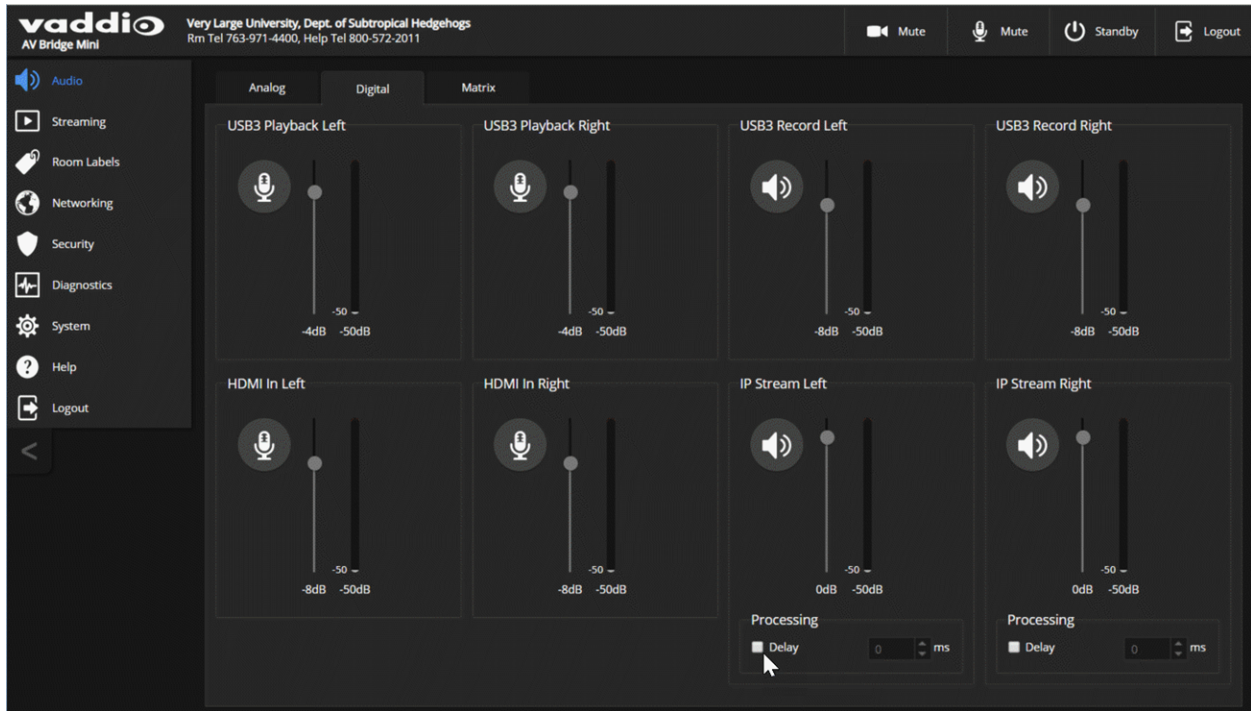 vaddio
AV Bridge Mini
Very Large University, Dept. of Subtropical Hedgehogs
Rm Tel 763-971-4400, Help Tel 800-572-2011
Mute
Mute
Standby
Logout
Audio
Streaming
Room Labels
Networking
Security
Diagnostics
System
Help
Logout
<
Analog Digital Matrix
USB3 Playback Left
-50
-4dB -50dB
USB3 Playback Right
-50
-4dB -50dB
USB3 Record Left
-50
-8dB -50dB
USB3 Record Right
-50
-8dB -50dB
HDMI In Left
-50
-8dB -50dB
HDMI In Right
-50
-8dB -50dB
IP Stream Left
-50
0dB -50dB
Processing
Delay 0 ms
IP Stream Right
-50
0dB -50dB
Processing
Delay 0 ms